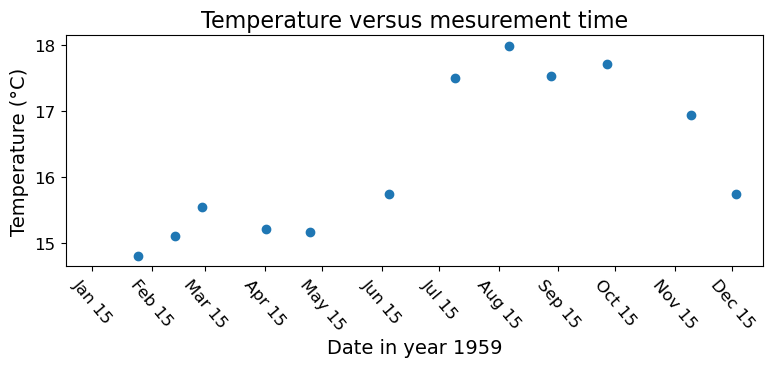 Temperature versus mesurement time
Temperature (°C)
18
17
16
15
Jan 15
Feb 15
Mar 15
Apr 15
May 15
Jun 15
Jul 15
Aug 15
Sep 15
Oct 15
Nov 15
Dec 15
Date in year 1959